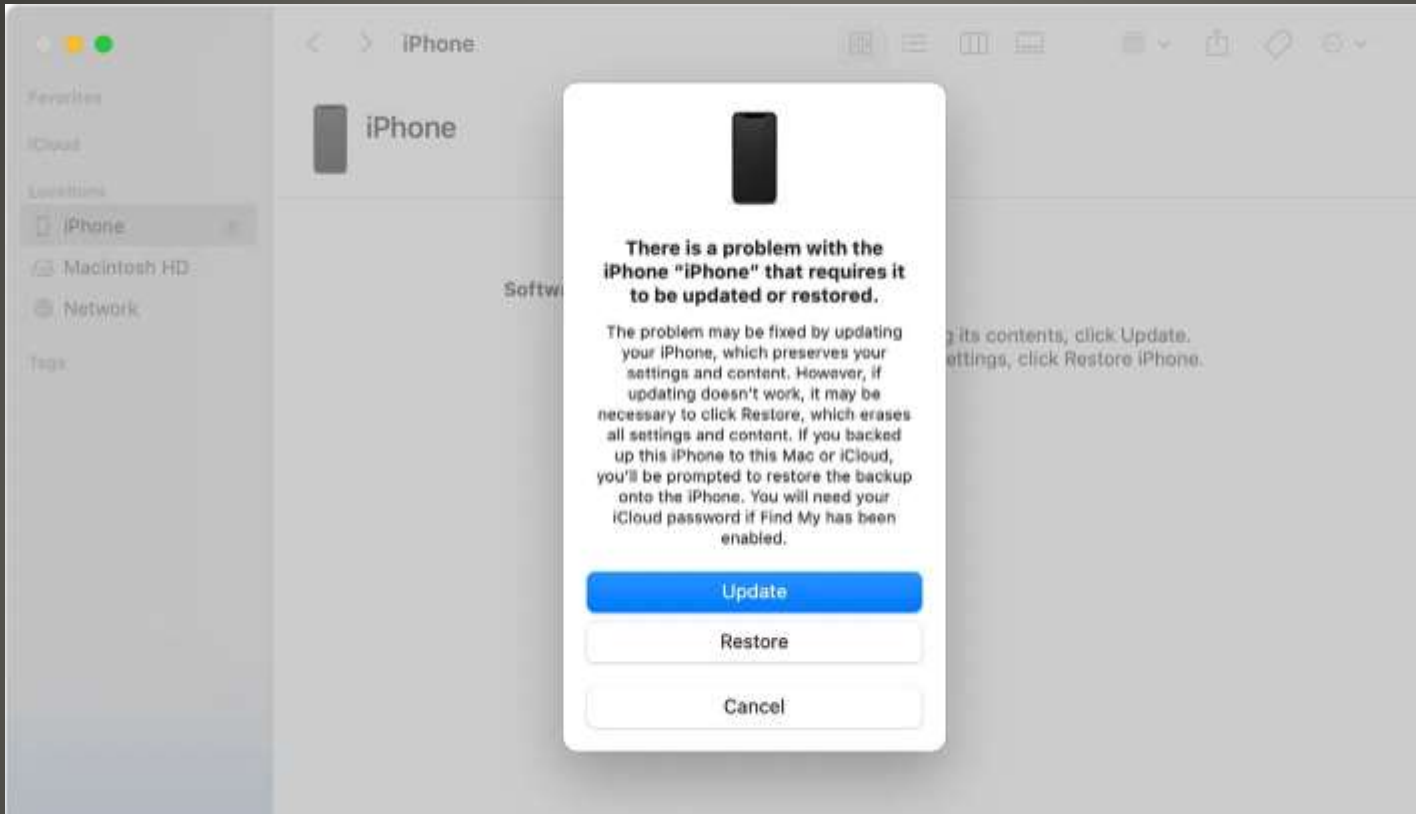 iPhone
Favorites
iCloud
Locations
iPhone
Macintosh HD
Network
Tags
iPhone
Softw
g its contents, click Update.
ettings, click Restore iPhone.
There is a problem with the
iPhone “iPhone” that requires it
to be updated or restored.
The problem may be fixed by updating
your iPhone, which preserves your
settings and content. However, if
updating doesn't work, it may be
necessary to click Restore, which erases
all settings and content. If you backed
up this iPhone to this Mac or iCloud,
you'll be prompted to restore the backup
onto the iPhone. You will need your
iCloud password if Find My has been
enabled.
Update
Restore
Cancel